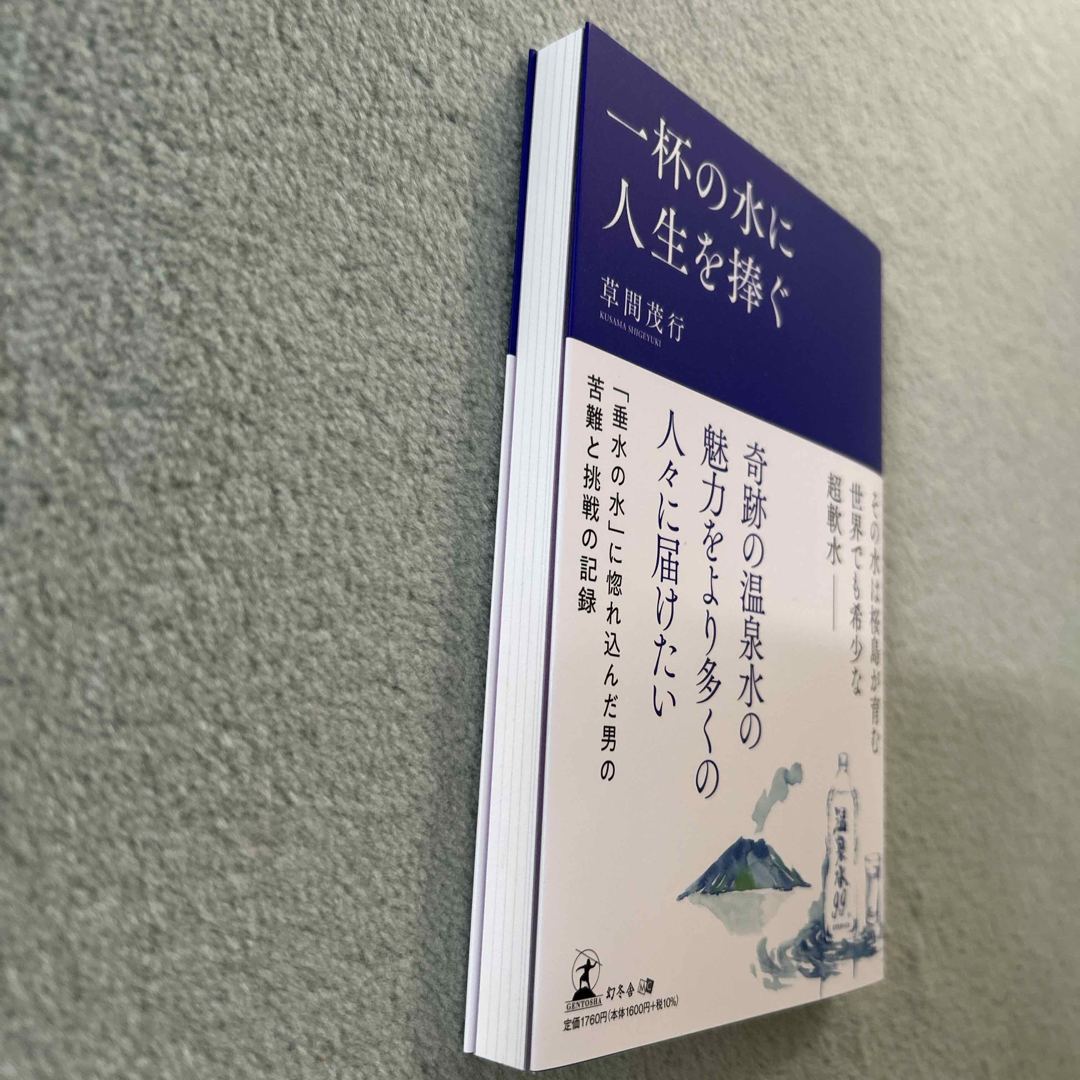 一杯の水に
人生を捧ぐ
草間茂行
KUSAMA SHIGEYUKI
その水は桜島が育む
世界でも希少な
超軟水──
奇跡の温泉水の
魅力をより多くの
人々に届けたい
「垂水の水」に惚れ込んだ男の
苦難と挑戦の記録
温泉水
99
GENTOSHA
幻冬舎 MC
定価1760円(本体1600円+税10%)